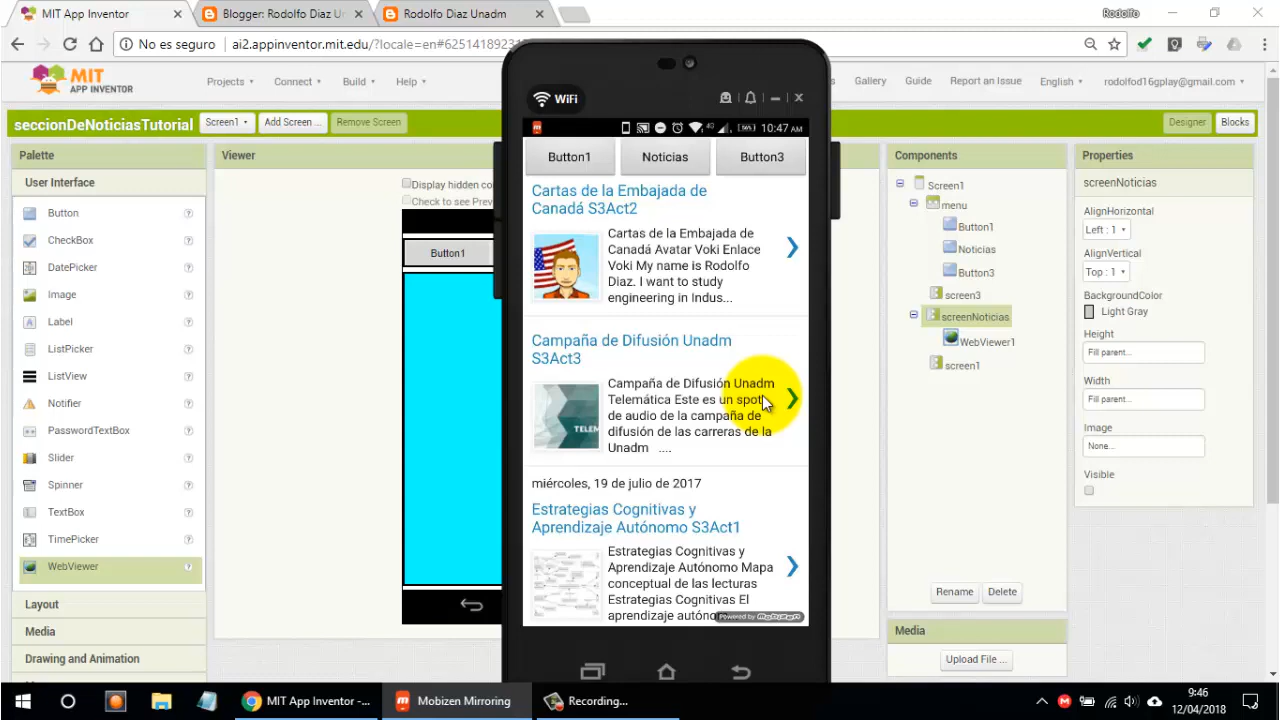 MIT App Inventor
Blogger: Rodolfo Diaz Un
Rodolfo Diaz Unadm
Rodolfo
No es seguro
ai2.appinventor.mit.edu/?locale=en#625141892
MIT
APP INVENTOR
Projects
Connect
Build
Help
Gallery
Guide
Report an Issue
English
rodolfod16gplay@gmail.com
seccionDeNoticiasTutorial
Screen1
Add Screen ...
Remove Screen
Designer
Blocks
Palette
User Interface
Button
CheckBox
DatePicker
Image
Label
ListPicker
ListView
Notifier
PasswordTextBox
Slider
Spinner
TextBox
TimePicker
WebViewer
Layout
Media
Drawing and Animation
Viewer
Display hidden co
Check to see Prev
Button1
WiFi
10:47 AM
Button1
Noticias
Button3
Cartas de la Embajada de
Canadá S3Act2
Cartas de la Embajada de
Canadá Avatar Voki Enlace
Voki My name is Rodolfo
Diaz. I want to study
engineering in Indus...
Campaña de Difusión Unadm
S3Act3
Campaña de Difusión Unadm
Telemática Este es un spot
de audio de la campaña de
difusión de las carreras de la
Unadm ....
TELEM
miércoles, 19 de julio de 2017
Estrategias Cognitivas y
Aprendizaje Autónomo S3Act1
Estrategias Cognitivas y
Aprendizaje Autónomo Mapa
conceptual de las lecturas
Estrategias Cognitivas El
aprendizaje autóno
Powered by Mobizen
Components
Screen1
menu
Button1
Noticias
Button3
screen3
screenNoticias
WebViewer1
screen1
Rename
Delete
Media
Upload File ...
Properties
screenNoticias
AlignHorizontal
Left : 1
AlignVertical
Top : 1
BackgroundColor
Light Gray
Height
Fill parent...
Width
Fill parent...
Image
None...
Visible
MIT App Inventor -...
Mobizen Mirroring
Recording...
9:46
12/04/2018